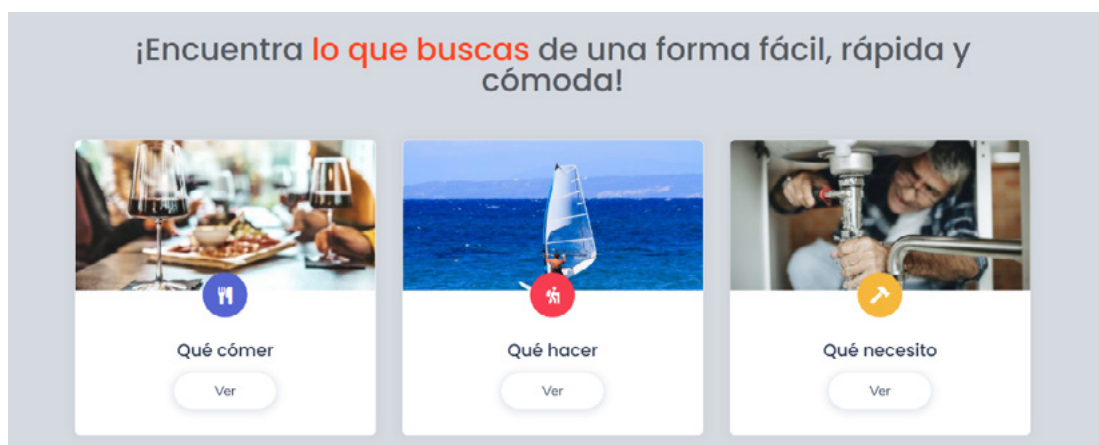 ¡Encuentra lo que buscas de una forma fácil, rápida y
cómoda!
Qué cómer
Ver
Qué hacer
Ver
Qué necesito
Ver